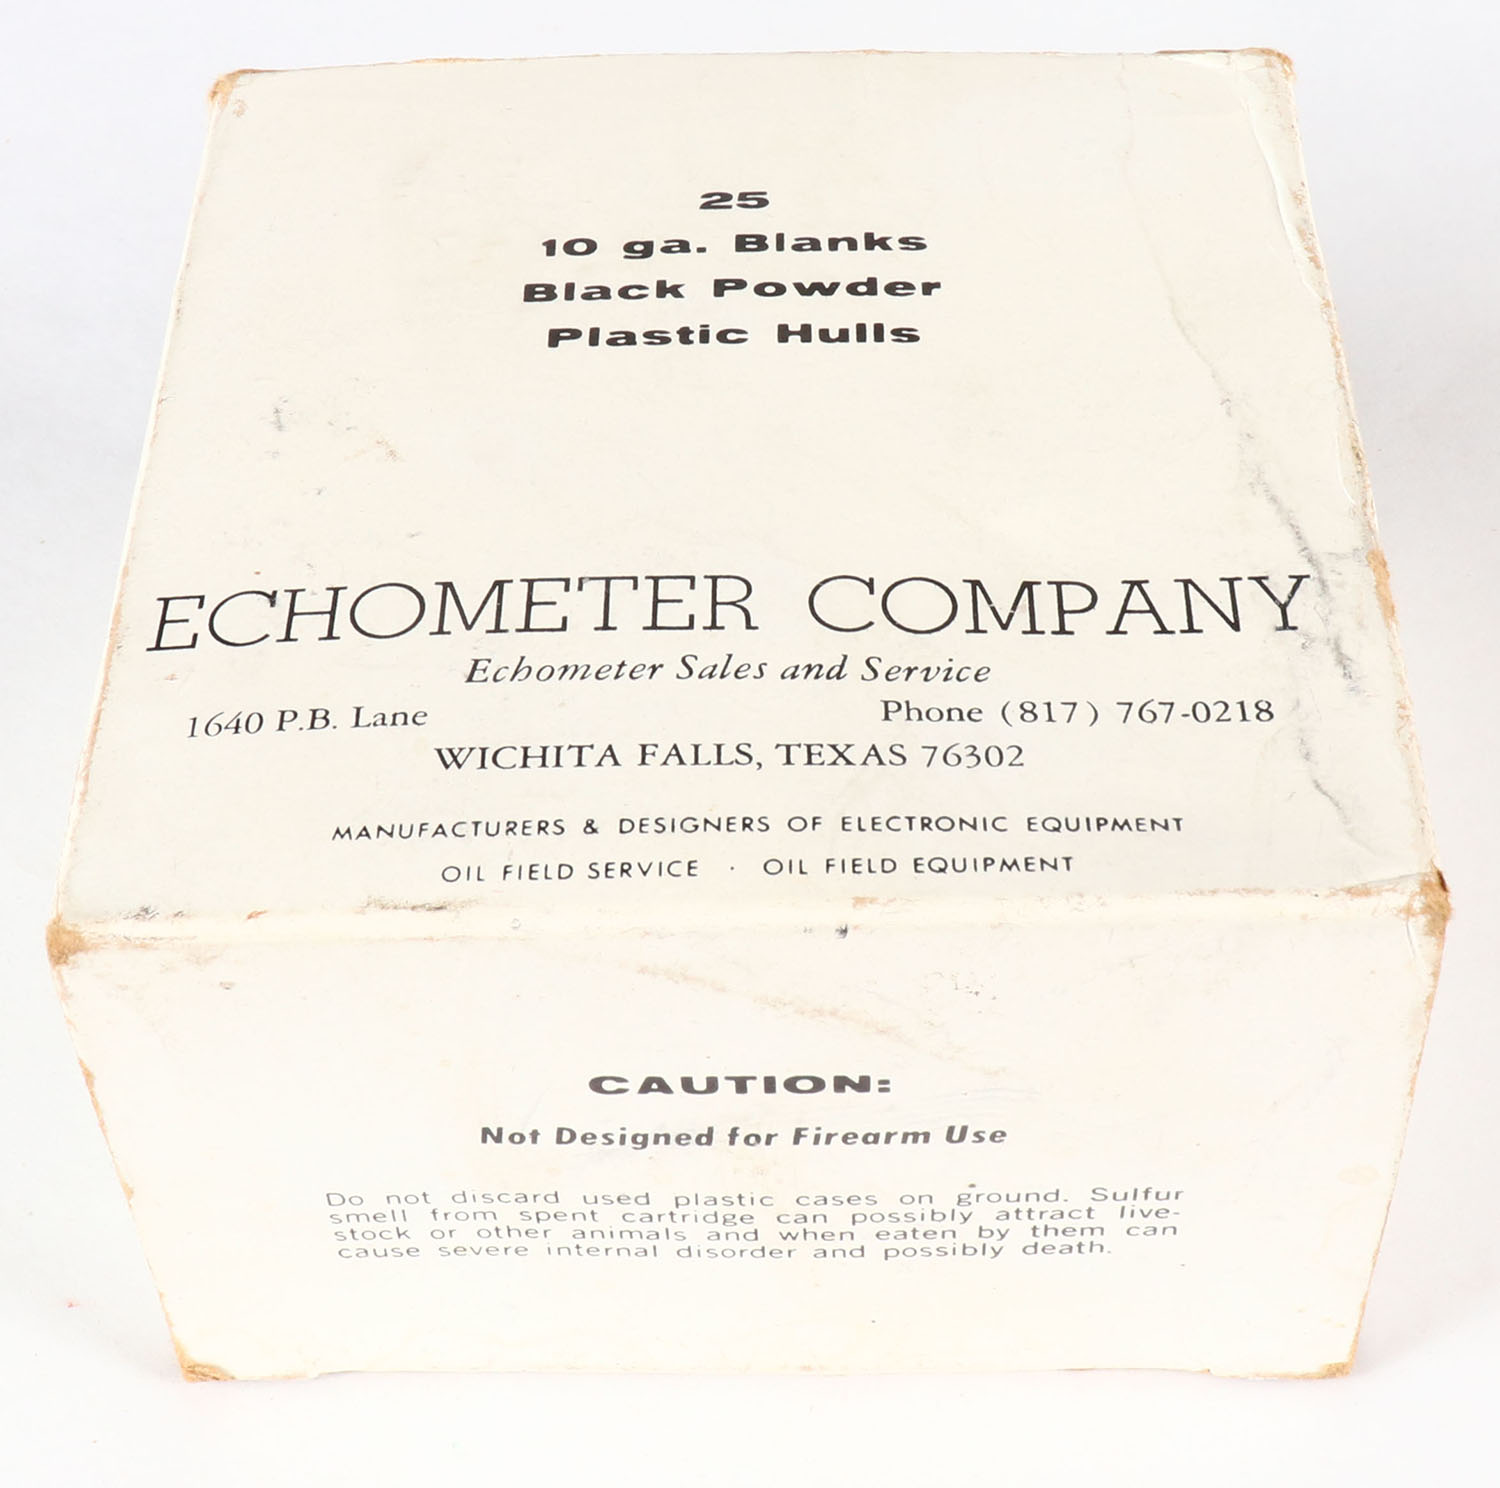 25
10 ga. Blanks
Black Powder
Plastic Hulls
ECHOMETER COMPANY
Echometer Sales and Service
1640 P.B. Lane Phone (817) 767-0218
WICHITA FALLS, TEXAS 76302
MANUFACTURERS & DESIGNERS OF ELECTRONIC EQUIPMENT
OIL FIELD SERVICE · OIL FIELD EQUIPMENT
CAUTION:
Not Designed for Firearm Use
Do not discard used plastic cases on ground. Sulfur
smell from spent cartridge can possibly attract live-
stock or other animals and when eaten by them can
cause severe internal disorder and possibly death.